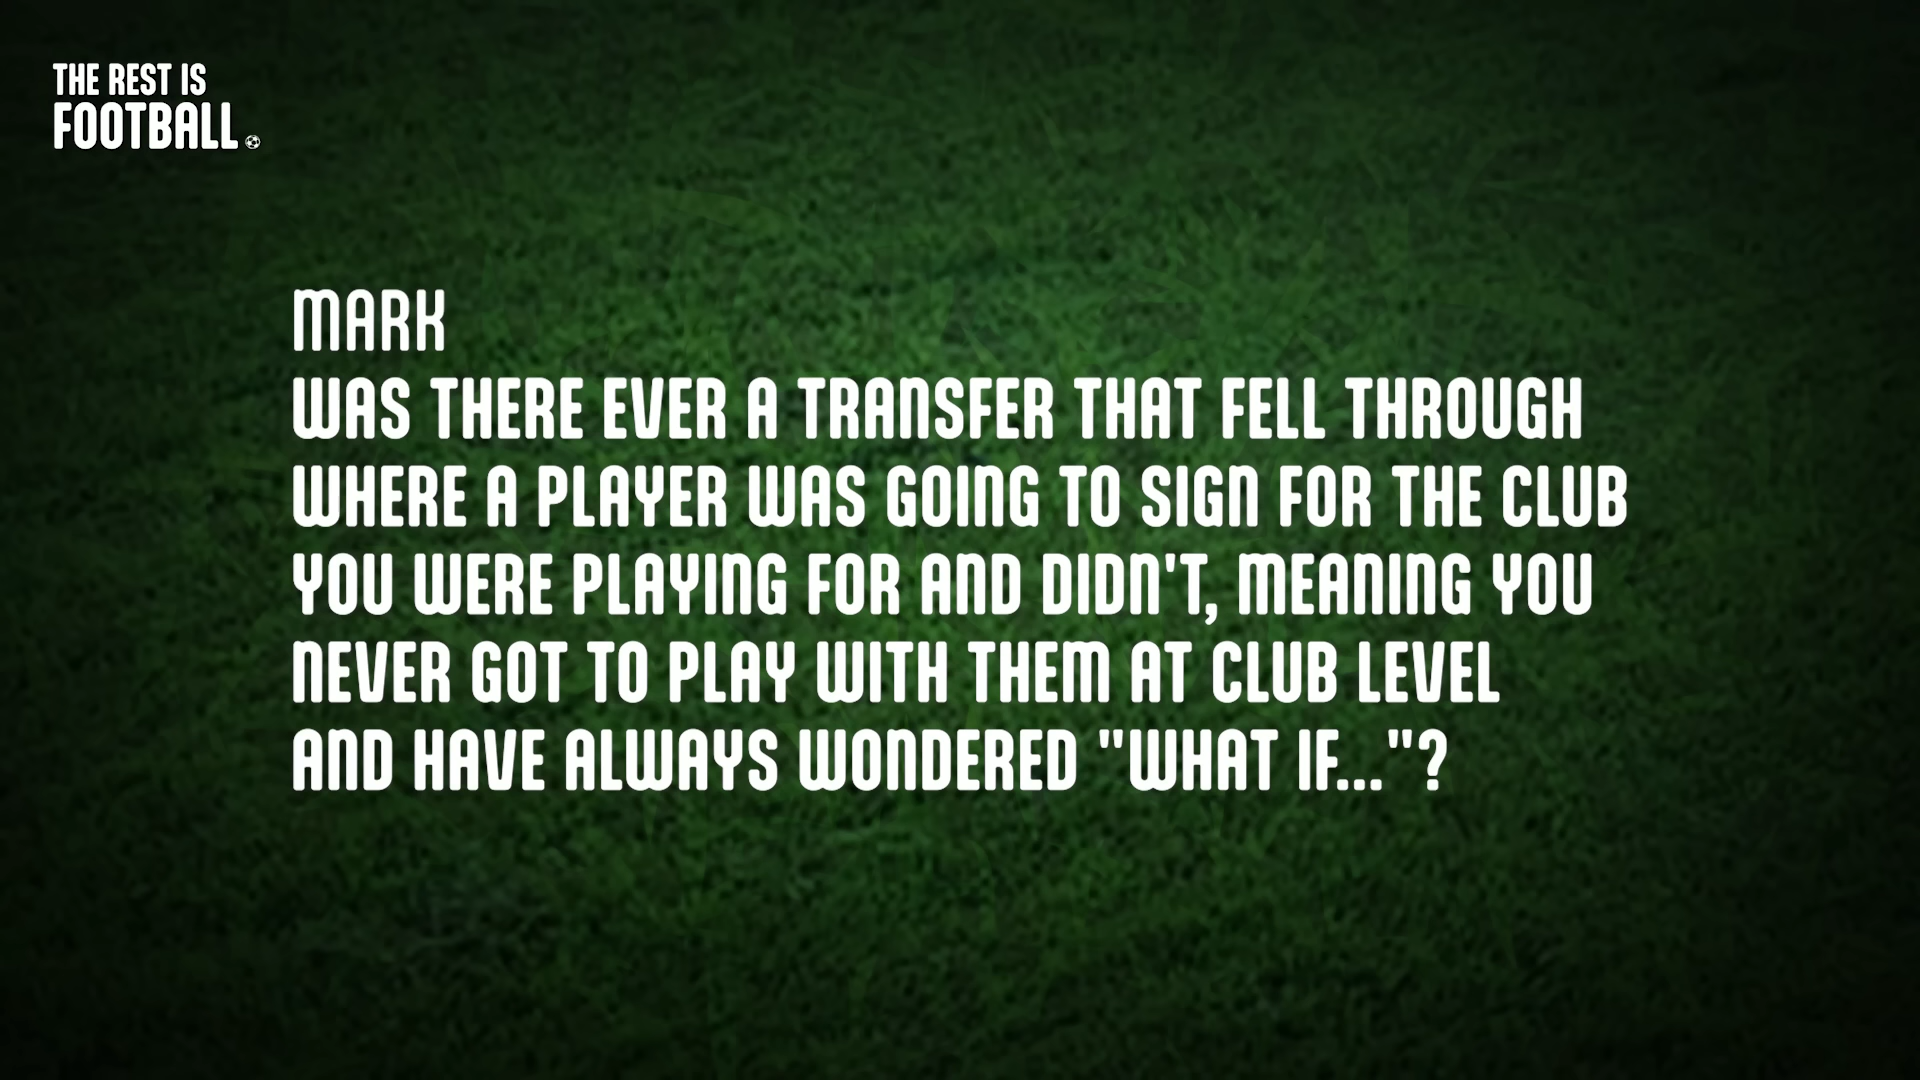 THE REST IS
FOOTBALL
MARK
WAS THERE EVER A TRANSFER THAT FELL THROUGH
WHERE A PLAYER WAS GOING TO SIGN FOR THE CLUB
YOU WERE PLAYING FOR AND DIDN'T, MEANING YOU
NEVER GOT TO PLAY WITH THEM AT CLUB LEVEL
AND HAVE ALWAYS WONDERED "WHAT IF..."?